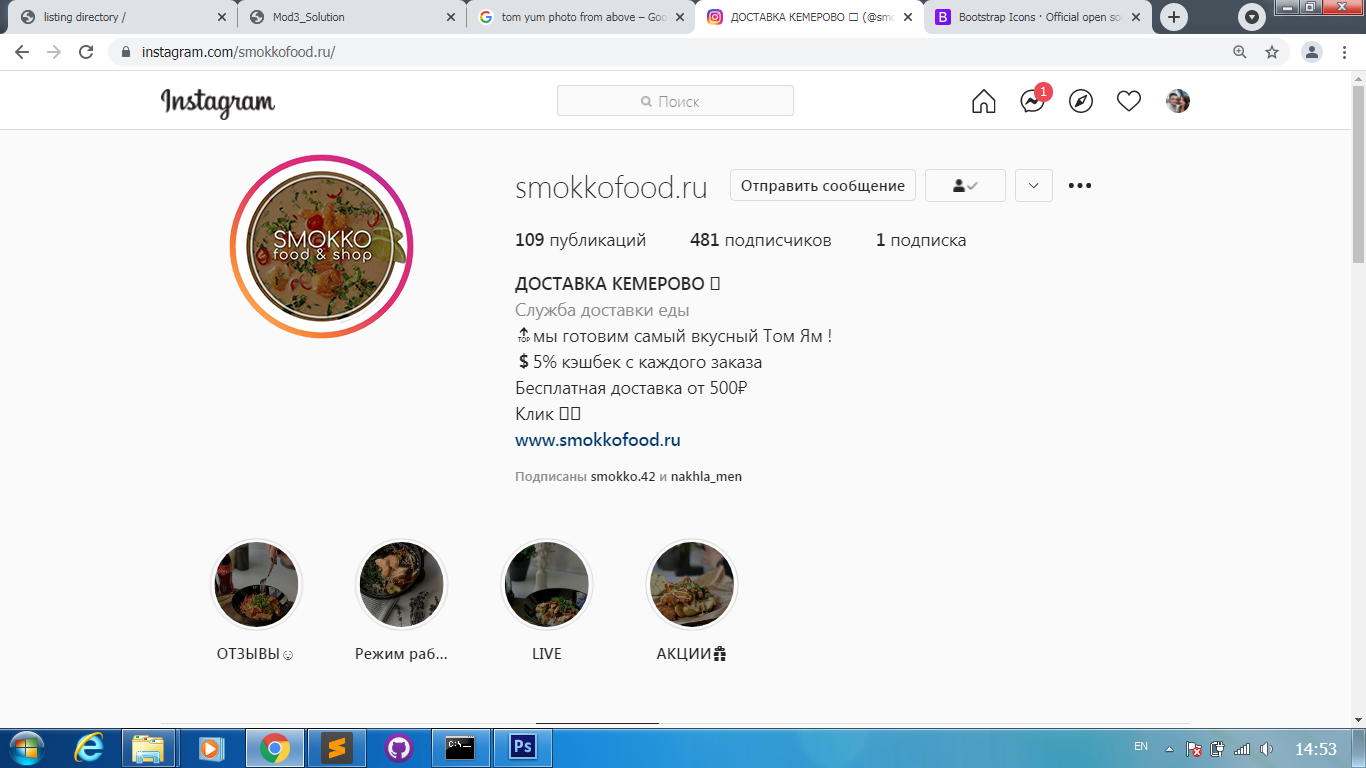 listing directory /
Mod3_Solution
tom yum photo from above – Goo
ДОСТАВКА КЕМЕРОВО (@smo
Bootstrap Icons · Official open so
instagram.com/smokkofood.ru/
Instagram
Поиск
1
SMOKKO
food & shop
smokkofood.ru
Отправить сообщение
109 публикаций 481 подписчиков 1 подписка
ДОСТАВКА КЕМЕРОВО
Служба доставки еды
🔝мы готовим самый вкусный Том Ям !
💲5% кэшбек с каждого заказа
Бесплатная доставка от 500₽
Клик
www.smokkofood.ru
Подписаны smokko.42 и nakhla_men
ОТЗЫВЫ☺
Режим раб...
LIVE
АКЦИИ🎁
C:\
Ps
EN
14:53